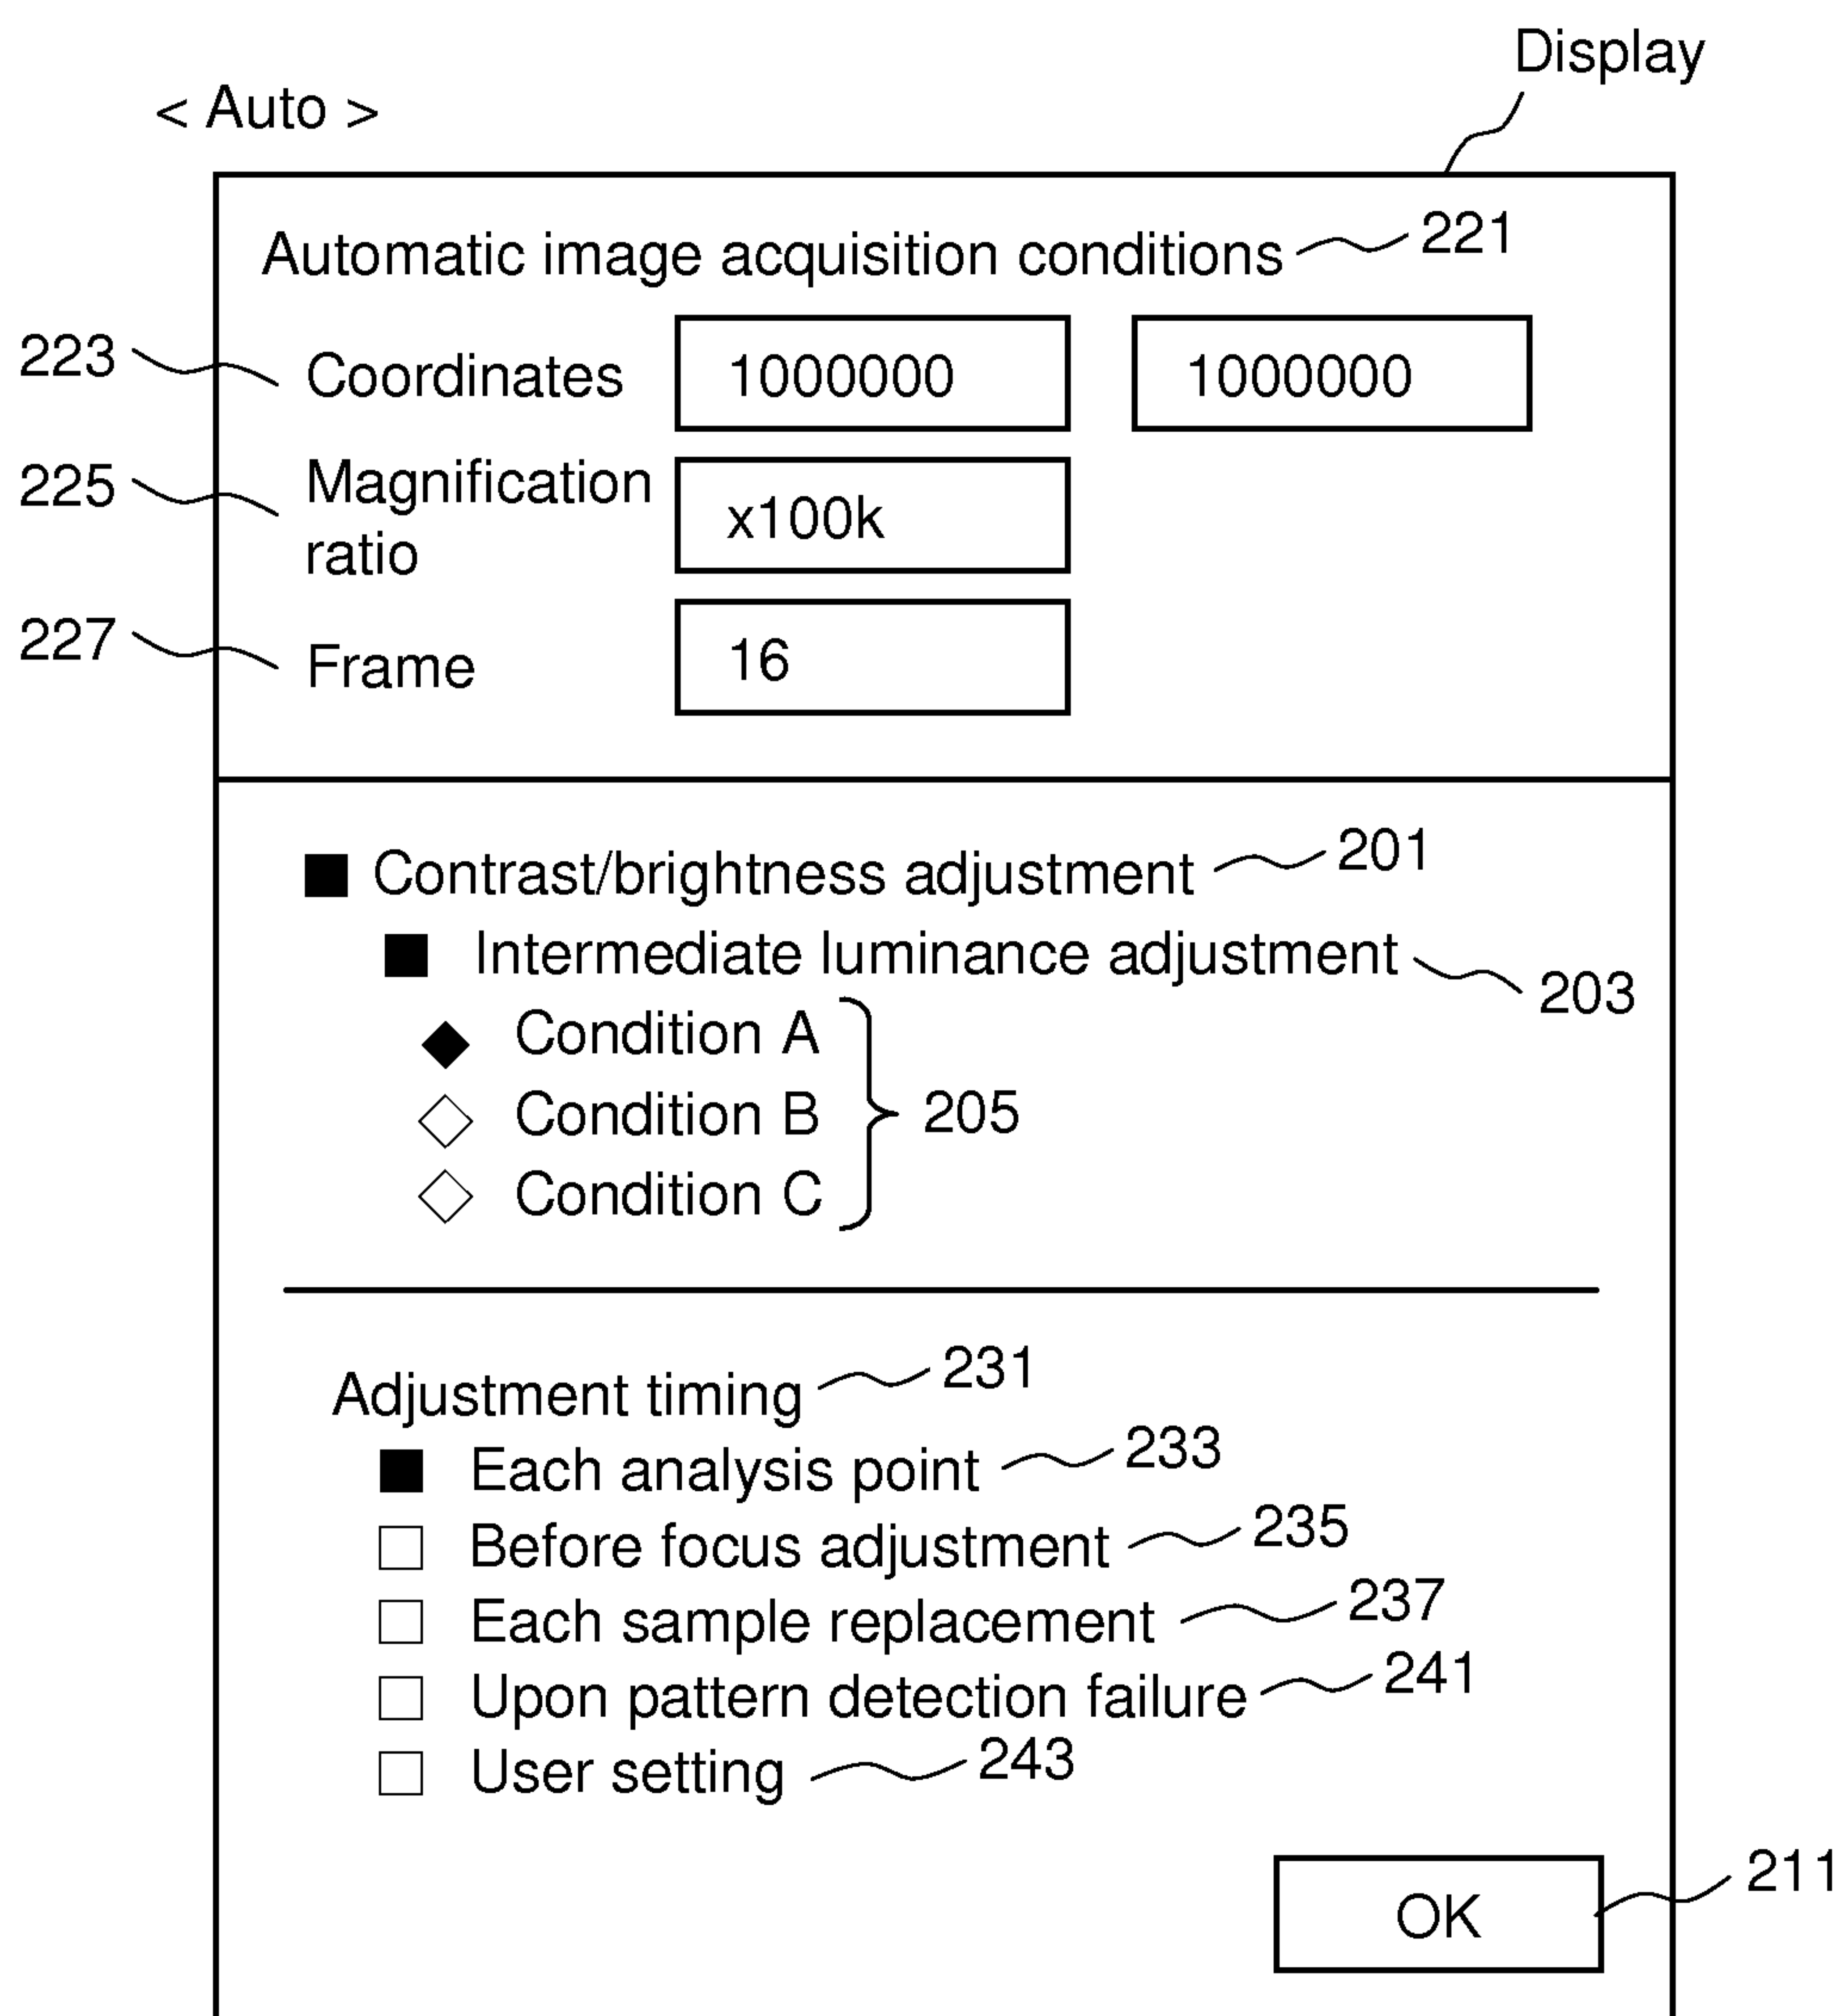 Display
< Auto >
Automatic image acquisition conditions 221
223 Coordinates 1000000 1000000
225 Magnification
ratio x100k
227 Frame 16
Contrast/brightness adjustment 201
Intermediate luminance adjustment 203
Condition A
Condition B 205
Condition C
Adjustment timing 231
Each analysis point 233
Before focus adjustment 235
Each sample replacement 237
Upon pattern detection failure 241
User setting 243
OK 211